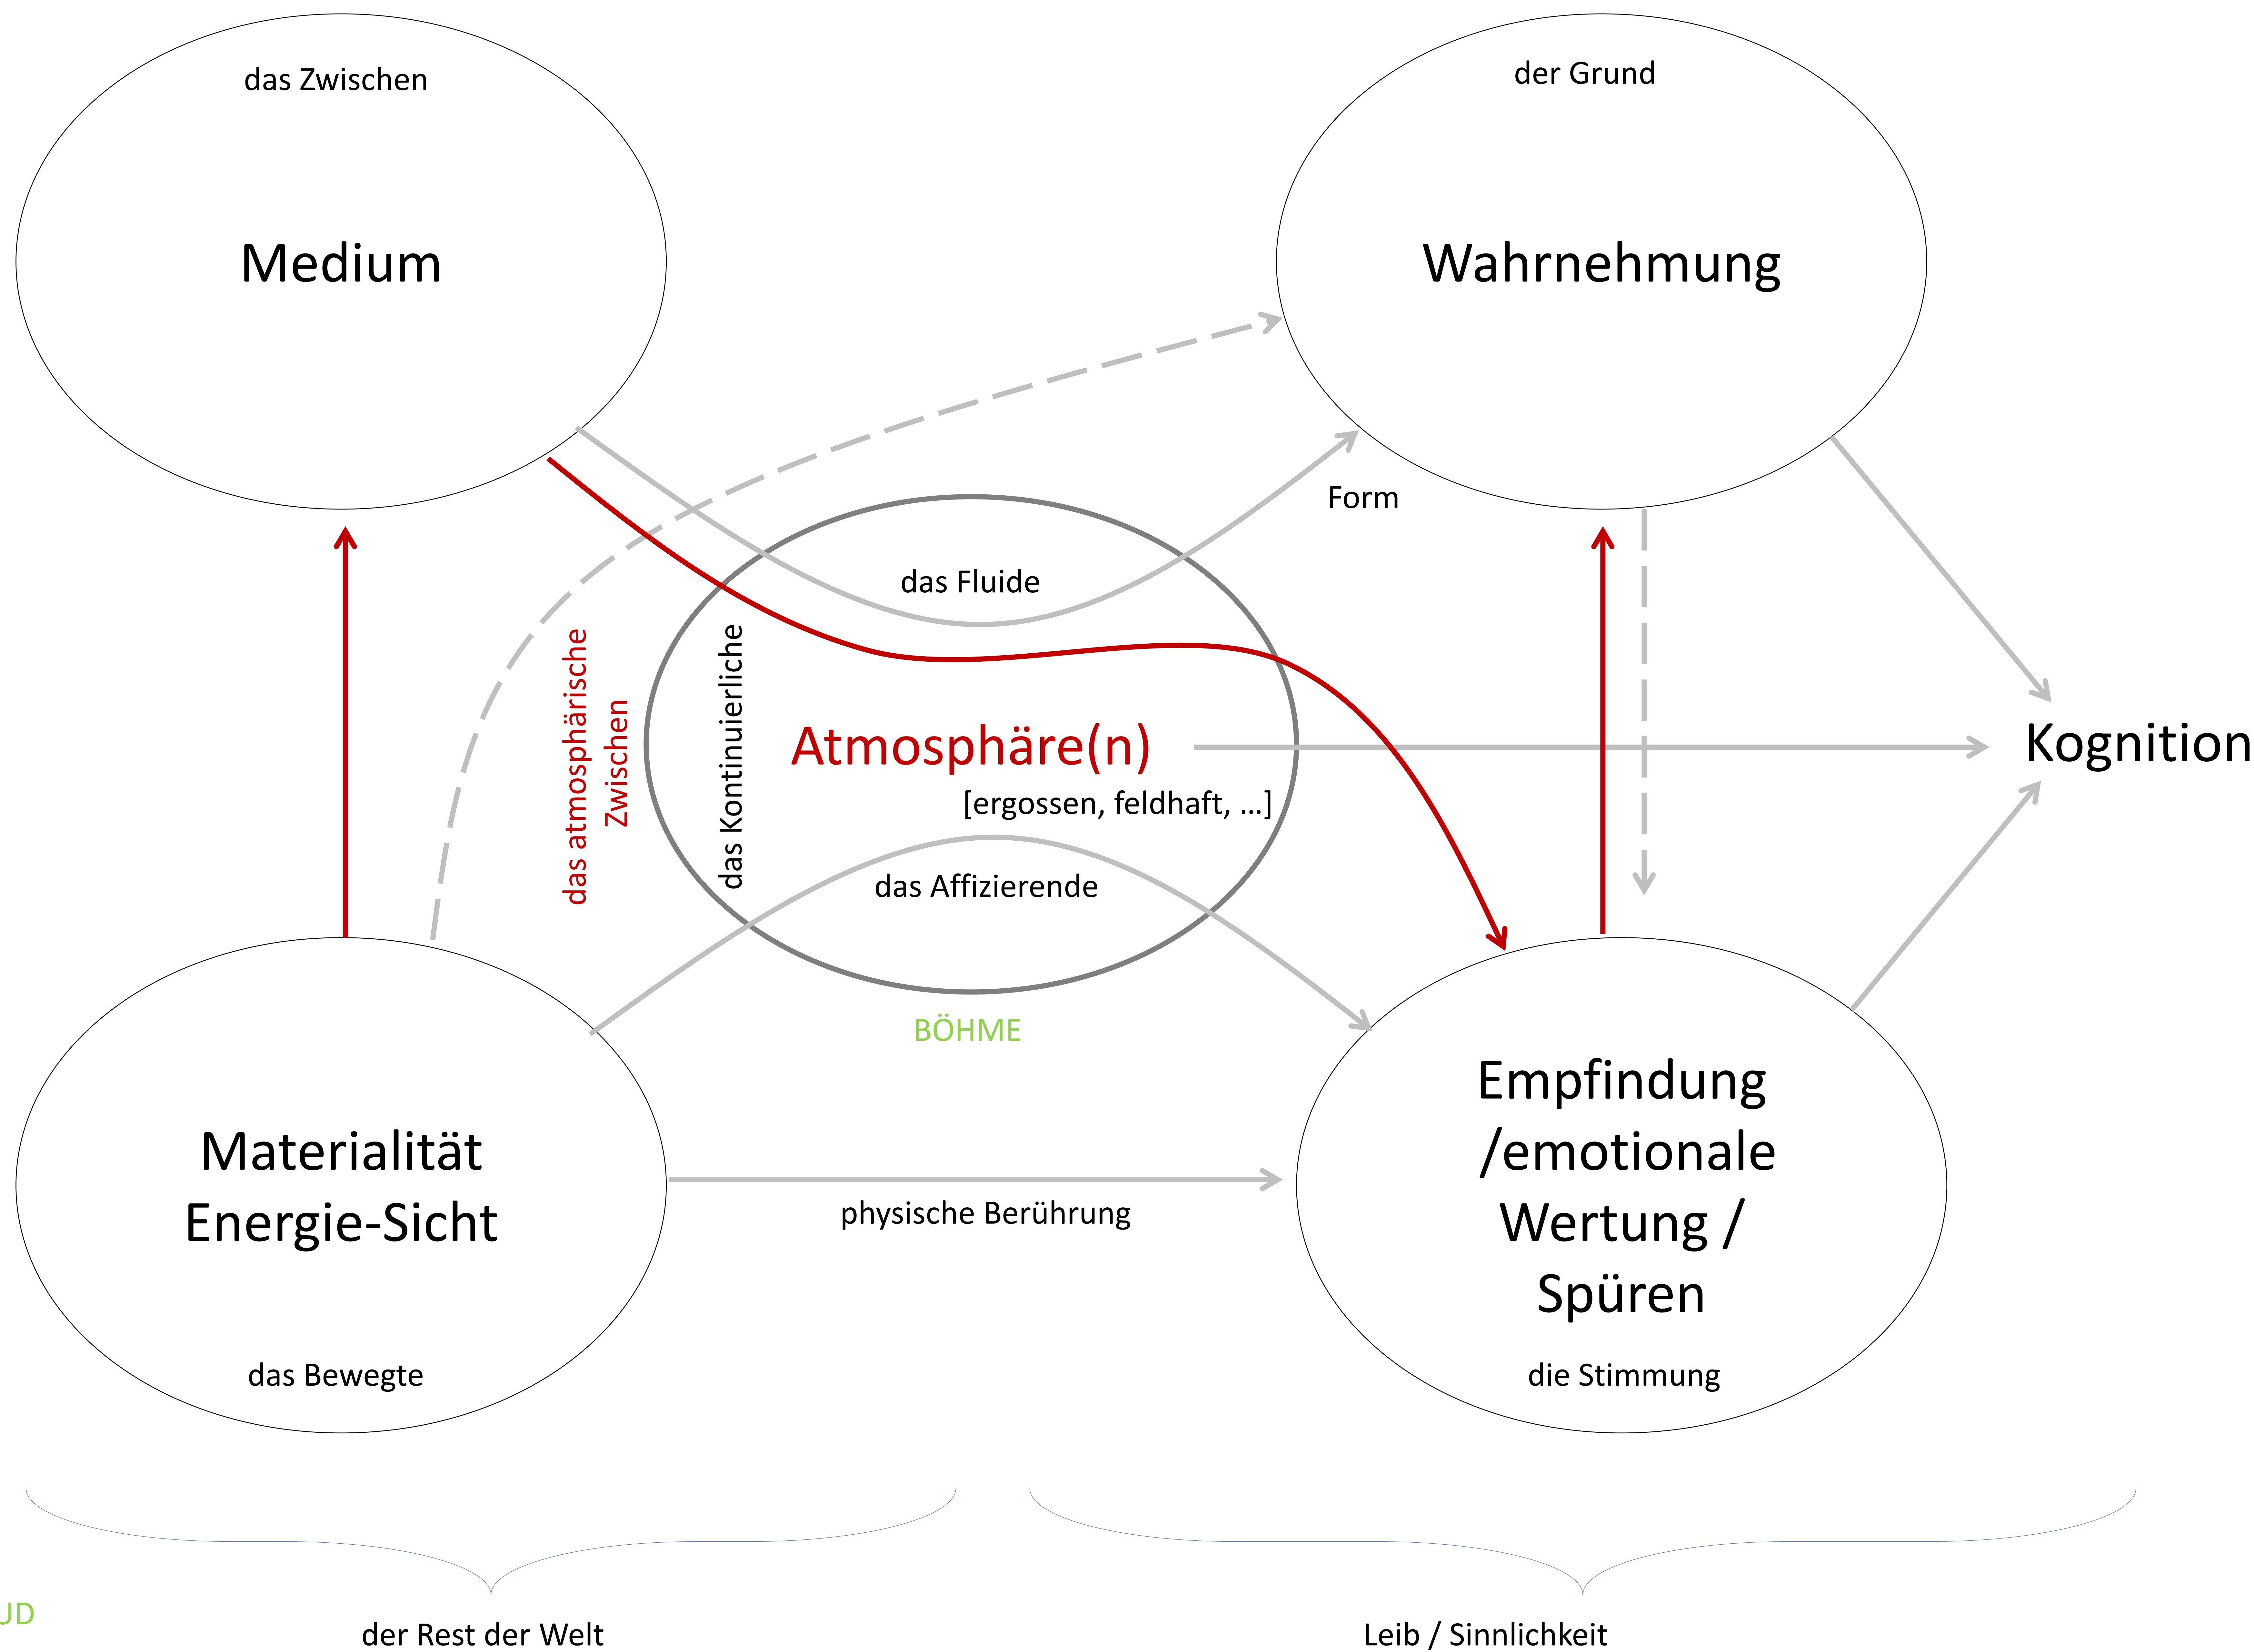 das Zwischen
Medium
der Grund
Wahrnehmung
Form
das Fluide
das atmosphärische
Zwischen
das Kontinuierliche
Atmosphäre(n)
[ergossen, feldhaft, ...]
das Affizierende
Kognition
BÖHME
Materialität
Energie-Sicht
das Bewegte
physische Berührung
Empfindung
/emotionale
Wertung /
Spüren
die Stimmung
UD
der Rest der Welt
Leib / Sinnlichkeit